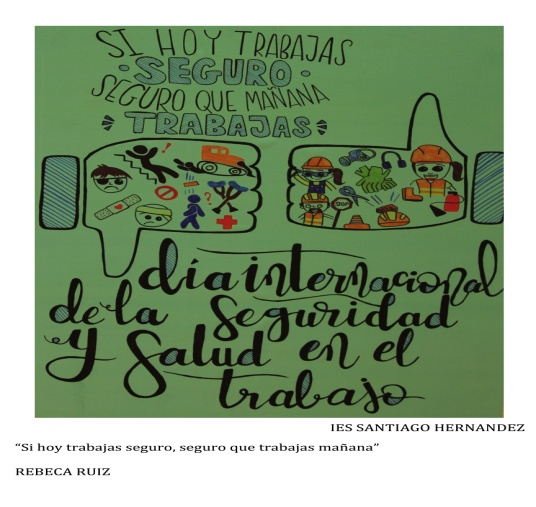 SI HOY TRABAJAS
SEGURO
SEGURO QUE MAÑANA
TRABAJAS
STOP
día internacional
de la Seguridad
y Salud en el
trabajo
IES SANTIAGO HERNANDEZ
“Si hoy trabajas seguro, seguro que trabajas mañana”
REBECA RUIZ